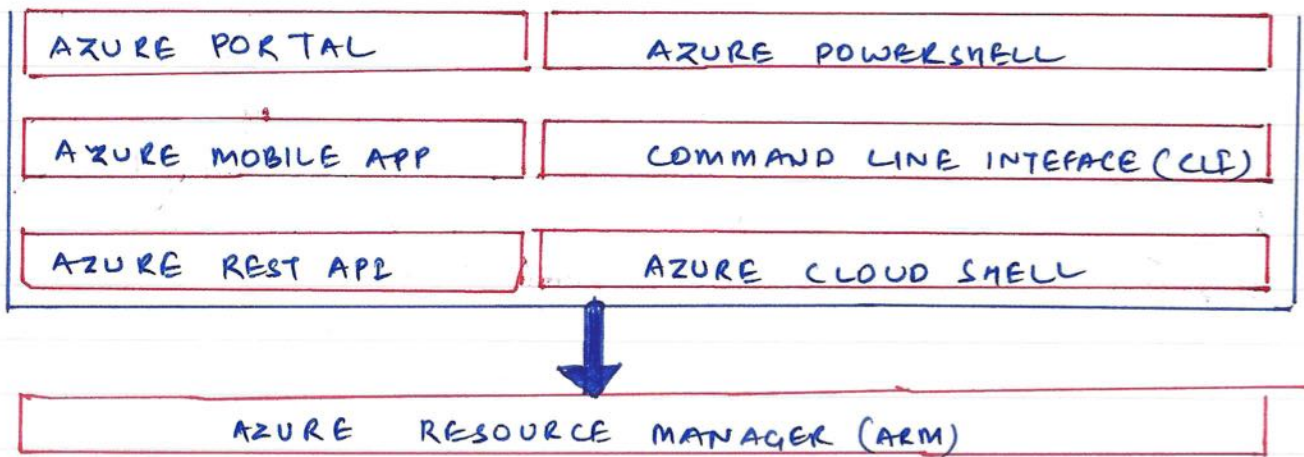 AZURE PORTAL
AZURE POWERSHELL
AZURE MOBILE APP
COMMAND LINE INTEFACE (CLI)
AZURE REST API
AZURE CLOUD SHELL
AZURE RESOURCE MANAGER (ARM)